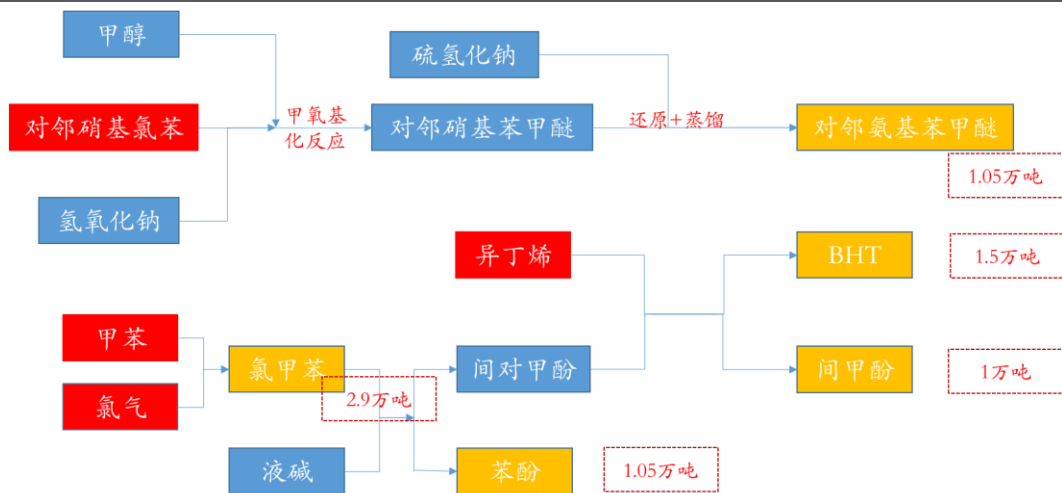 甲醇
硫氢化钠
对邻硝基氯苯
甲氧基
化反应
对邻硝基苯甲醚
还原+蒸馏
对邻氨基苯甲醚
1.05万吨
氢氧化钠
异丁烯
BHT
1.5万吨
甲苯
氯甲苯
间对甲酚
间甲酚
1万吨
氯气
2.9万吨
液碱
苯酚
1.05万吨